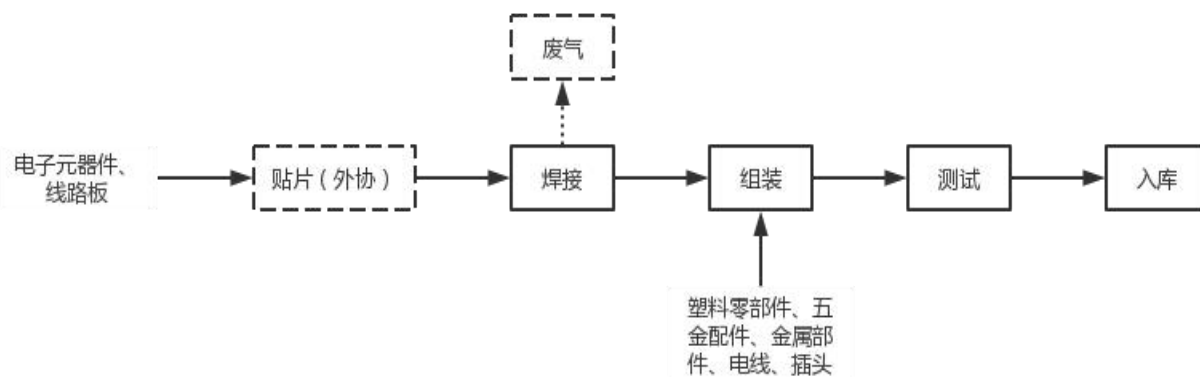 废气
电子元器件、
线路板
贴片（外协）
焊接
组装
测试
入库
塑料零部件、五
金配件、金属部
件、电线、插头